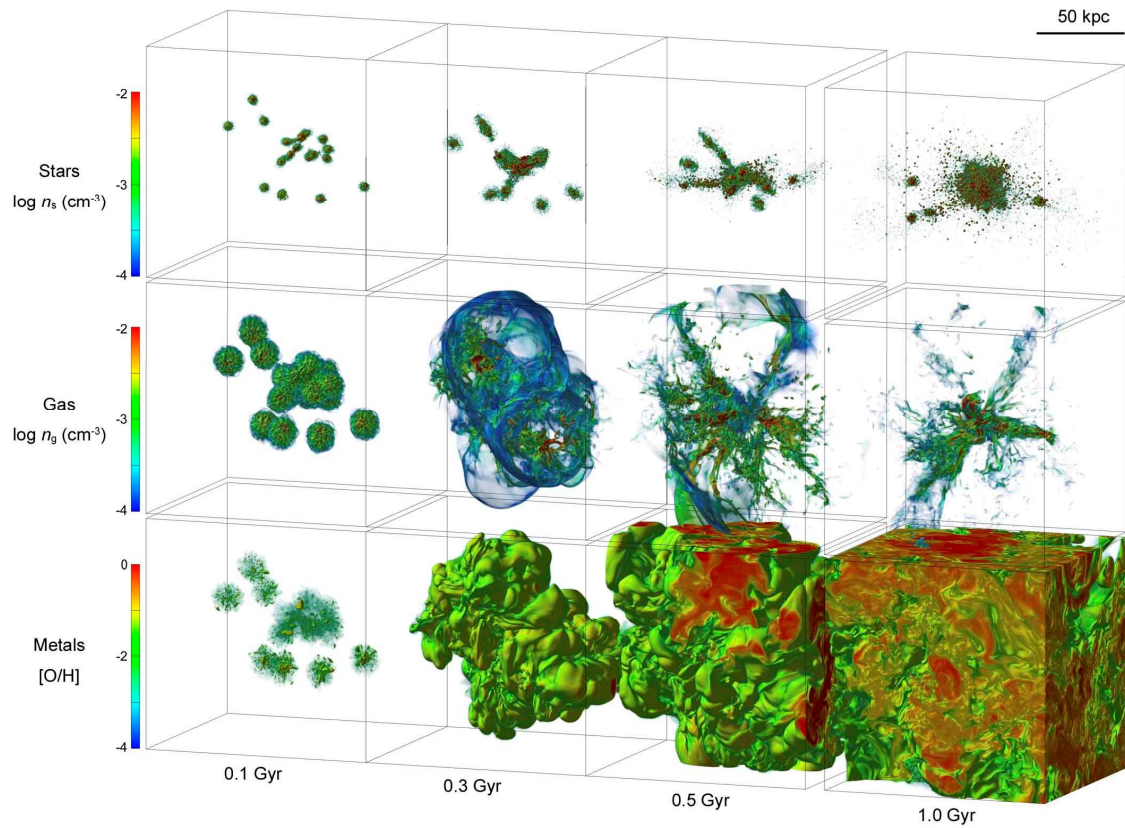 50 kpc
-2
Stars
-3
log nₛ (cm⁻³)
-4
-2
Gas
-3
log n_g (cm⁻³)
-4
0
Metals
-2
[O/H]
-4
0.1 Gyr
0.3 Gyr
0.5 Gyr
1.0 Gyr